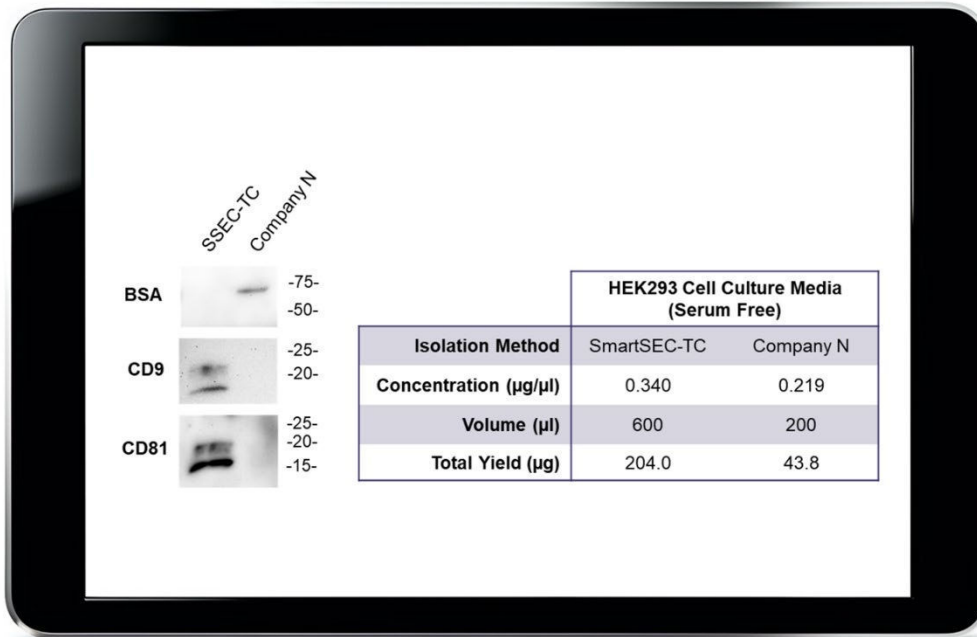 SSEC-TC
Company N
BSA
-75-
-50-
CD9
-25-
-20-
CD81
-25-
-20-
-15-
HEK293 Cell Culture Media
(Serum Free)
Isolation Method SmartSEC-TC Company N
Concentration (µg/µl) 0.340 0.219
Volume (µl) 600 200
Total Yield (µg) 204.0 43.8